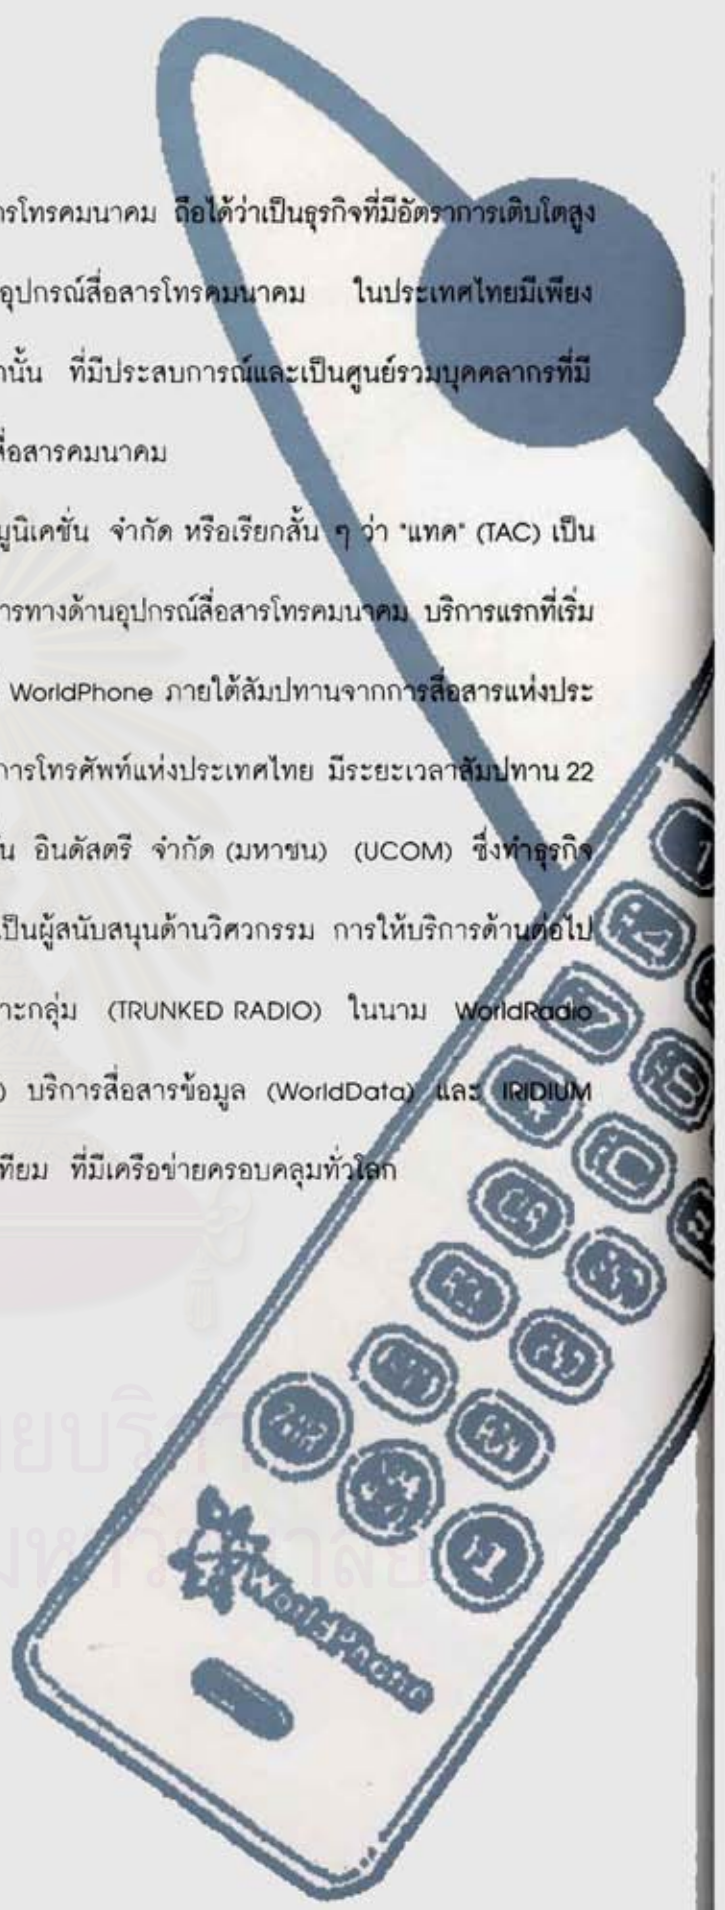 ารโทรคมนาคม ถือได้ว่าเป็นธุรกิจที่มีอัตราการเติบโตสูง
อุปกรณ์สื่อสารโทรคมนาคม ในประเทศไทยมีเพียง
านั้น ที่มีประสบการณ์และเป็นศูนย์รวมบุคคลากรที่มี
สื่อสารคมนาคม
มูนิเคชั่น จำกัด หรือเรียกสั้น ๆ ว่า "แทค" (TAC) เป็น
ารทางด้านอุปกรณ์สื่อสารโทรคมนาคม บริการแรกที่เริ่ม
WorldPhone ภายใต้สัมปทานจากการสื่อสารแห่งประ
การโทรศัพท์แห่งประเทศไทย มีระยะเวลาสัมปทาน 22
ัน อินดัสตรี จำกัด (มหาชน) (UCOM) ซึ่งทำธุรกิจ
เป็นผู้สนับสนุนด้านวิศวกรรม การให้บริการด้านต่อไป
าะกลุ่ม (TRUNKED RADIO) ในนาม WorldRadio
) บริการสื่อสารข้อมูล (WorldData) และ IRIDIUM
เทียม ที่มีเครือข่ายครอบคลุมทั่วโลก
WorldPhone